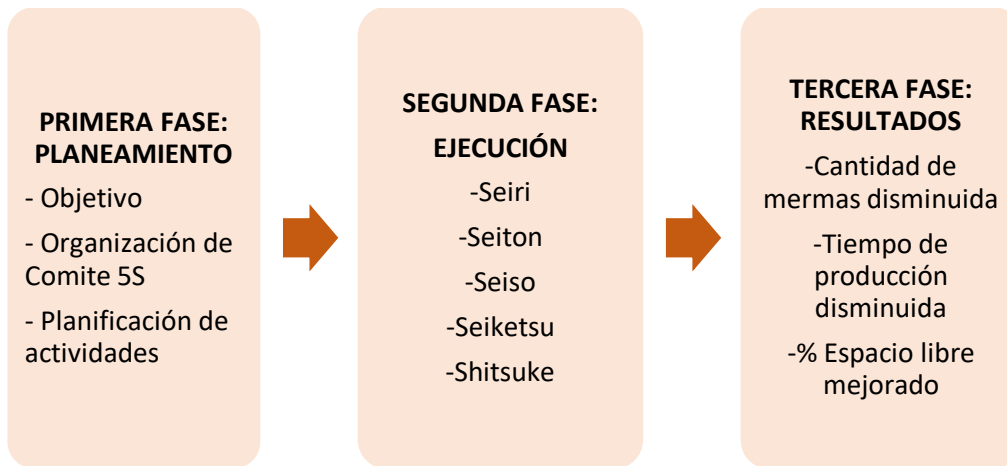 PRIMERA FASE:
PLANEAMIENTO
- Objetivo
- Organización de
Comite 5S
- Planificación de
actividades
SEGUNDA FASE:
EJECUCIÓN
-Seiri
-Seiton
-Seiso
-Seiketsu
-Shitsuke
TERCERA FASE:
RESULTADOS
-Cantidad de
mermas disminuida
-Tiempo de
producción
disminuida
-% Espacio libre
mejorado